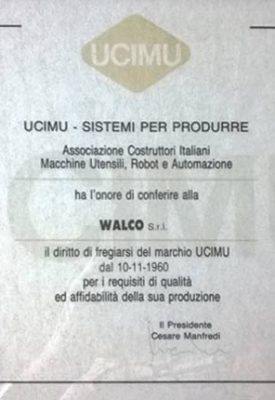 UCIMU
UCIMU - SISTEMI PER PRODURRE
Associazione Costruttori Italiani
Macchine Utensili, Robot e Automazione
ha l'onore di conferire alla
WALCO S.r.l.
il diritto di fregiarsi del marchio UCIMU
dal 10-11-1960
per i requisiti di qualità
ed affidabilità della sua produzione
Il Presidente
Cesare Manfredi